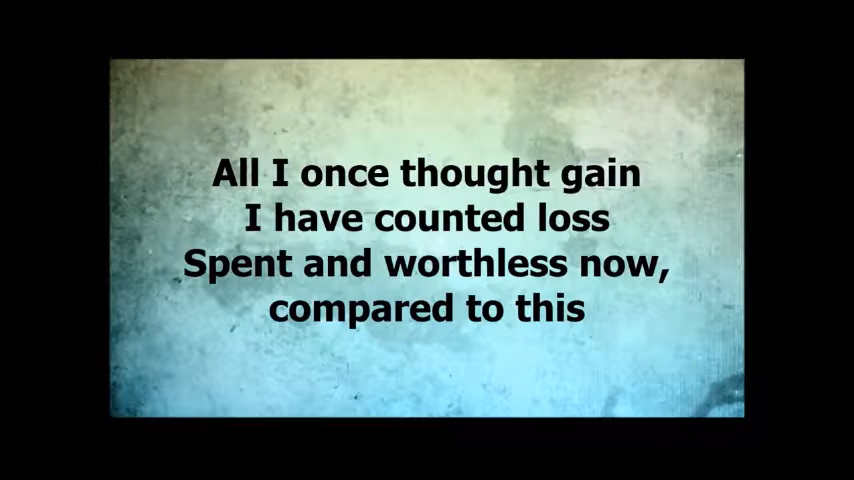 All I once thought gain
I have counted loss
Spent and worthless now,
compared to this